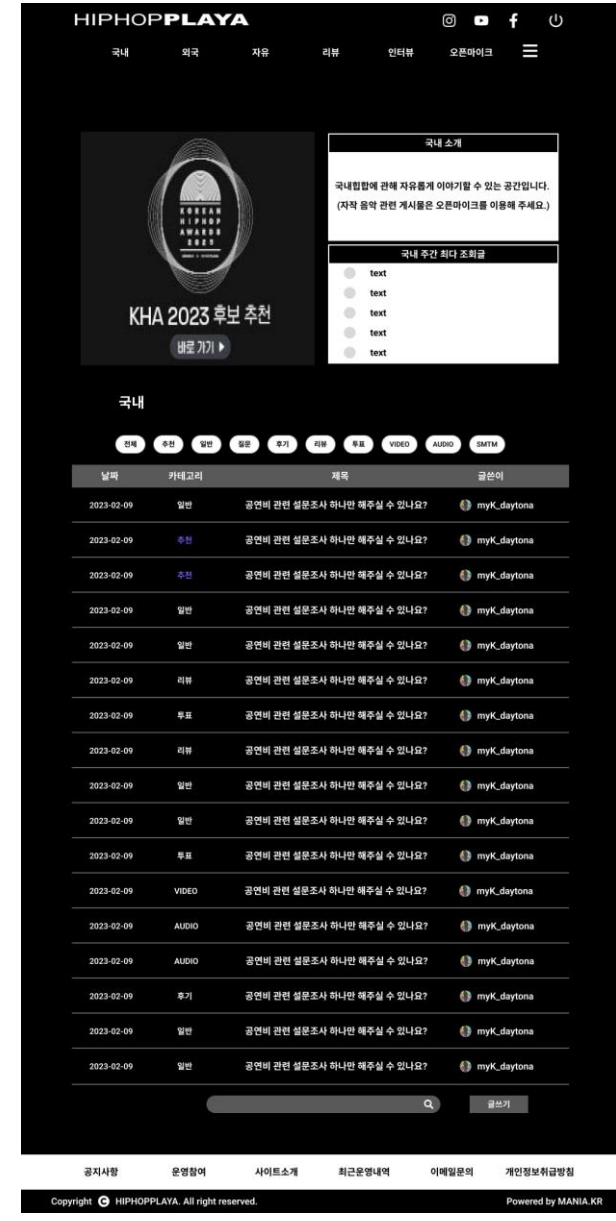 HIPHOPPLAYA
국내 외국 자유 리뷰 인터뷰 오픈마이크
KOREAN
HIPHOP
AWARDS
2023
KHA 2023 후보 추천
바로 가기
국내 소개
국내힙합에 관해 자유롭게 이야기할 수 있는 공간입니다.
(자작 음악 관련 게시물은 오픈마이크를 이용해 주세요.)
국내 주간 최다 조회글
text
text
text
text
text
국내
전체 추천 일반 질문 후기 리뷰 투표 VIDEO AUDIO SMTM
날짜 카테고리 제목 글쓴이
2023-02-09 일반 공연비 관련 설문조사 하나만 해주실 수 있나요? myK_daytona
2023-02-09 추천 공연비 관련 설문조사 하나만 해주실 수 있나요? myK_daytona
2023-02-09 추천 공연비 관련 설문조사 하나만 해주실 수 있나요? myK_daytona
2023-02-09 일반 공연비 관련 설문조사 하나만 해주실 수 있나요? myK_daytona
2023-02-09 일반 공연비 관련 설문조사 하나만 해주실 수 있나요? myK_daytona
2023-02-09 리뷰 공연비 관련 설문조사 하나만 해주실 수 있나요? myK_daytona
2023-02-09 투표 공연비 관련 설문조사 하나만 해주실 수 있나요? myK_daytona
2023-02-09 리뷰 공연비 관련 설문조사 하나만 해주실 수 있나요? myK_daytona
2023-02-09 일반 공연비 관련 설문조사 하나만 해주실 수 있나요? myK_daytona
2023-02-09 일반 공연비 관련 설문조사 하나만 해주실 수 있나요? myK_daytona
2023-02-09 투표 공연비 관련 설문조사 하나만 해주실 수 있나요? myK_daytona
2023-02-09 VIDEO 공연비 관련 설문조사 하나만 해주실 수 있나요? myK_daytona
2023-02-09 AUDIO 공연비 관련 설문조사 하나만 해주실 수 있나요? myK_daytona
2023-02-09 AUDIO 공연비 관련 설문조사 하나만 해주실 수 있나요? myK_daytona
2023-02-09 후기 공연비 관련 설문조사 하나만 해주실 수 있나요? myK_daytona
2023-02-09 일반 공연비 관련 설문조사 하나만 해주실 수 있나요? myK_daytona
2023-02-09 일반 공연비 관련 설문조사 하나만 해주실 수 있나요? myK_daytona
글쓰기
공지사항 운영참여 사이트소개 최근운영내역 이메일문의 개인정보취급방침
Copyright C HIPHOPPLAYA. All right reserved. Powered by MANIA.KR